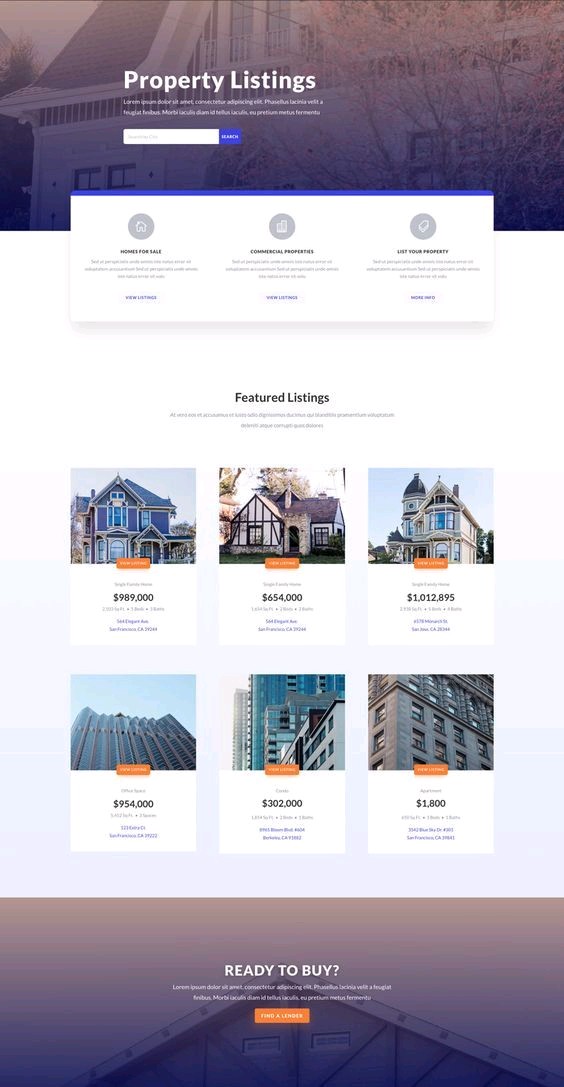 Property Listings
Lorem ipsum dolor sit amet, consectetur adipiscing elit. Phasellus lacinia velit a
feugiat finibus. Morbi iaculis diam id tellus iaculis, eu pretium metus fermentu
SEARCH
HOMES FOR SALE
Sed ut perspiciatis unde omnis iste natus error sit
voluptatem accusantium Sed ut perspiciatis unde omnis
iste natus error sit volu
VIEW LISTINGS
COMMERCIAL PROPERTIES
Sed ut perspiciatis unde omnis iste natus error sit
voluptatem accusantium Sed ut perspiciatis unde omnis
iste natus error sit volu
VIEW LISTINGS
LIST YOUR PROPERTY
Sed ut perspiciatis unde omnis iste natus error sit
voluptatem accusantium Sed ut perspiciatis unde omnis
iste natus error sit volu
MORE INFO
Featured Listings
At vero eos et accusamus et iusto odio dignissimos ducimus qui blanditiis praesentium voluptatum
deleniti atque corrupti quos dolores
VIEW LISTING
Single Family Home
$989,000
Sq Ft. • 5 Beds • 3 Baths
564 Elegant Ave.
San Francisco, CA 39244
VIEW LISTING
Single Family Home
$654,000
1,654 Sq Ft. • 2 Beds • 2 Baths
564 Elegant Ave.
San Francisco, CA 39244
VIEW LISTING
Single Family Home
$1,012,895
Sq Ft. • 5 Beds • 4 Baths
6578 Monarch St.
San Jose, CA 28344
VIEW LISTING
Office Space
$954,000
5,452 Sq Ft. • 3 Spaces
123 Extra Ct.
San Francisco, CA 39222
VIEW LISTING
Condo
$302,000
1,654 Sq Ft. • 2 Beds • 1 Baths
8965 Bloom Blvd. #604
Berkeley, CA 93882
VIEW LISTING
Apartment
$1,800
650 Sq Ft. • 1 Beds • 1 Baths
3542 Blue Sky Dr. #303
San Francisco, CA 39841
READY TO BUY?
Lorem ipsum dolor sit amet, consectetur adipiscing elit. Phasellus lacinia velit a feugiat
finibus. Morbi iaculis diam id tellus iaculis, eu pretium metus fermentu
FIND A LENDER